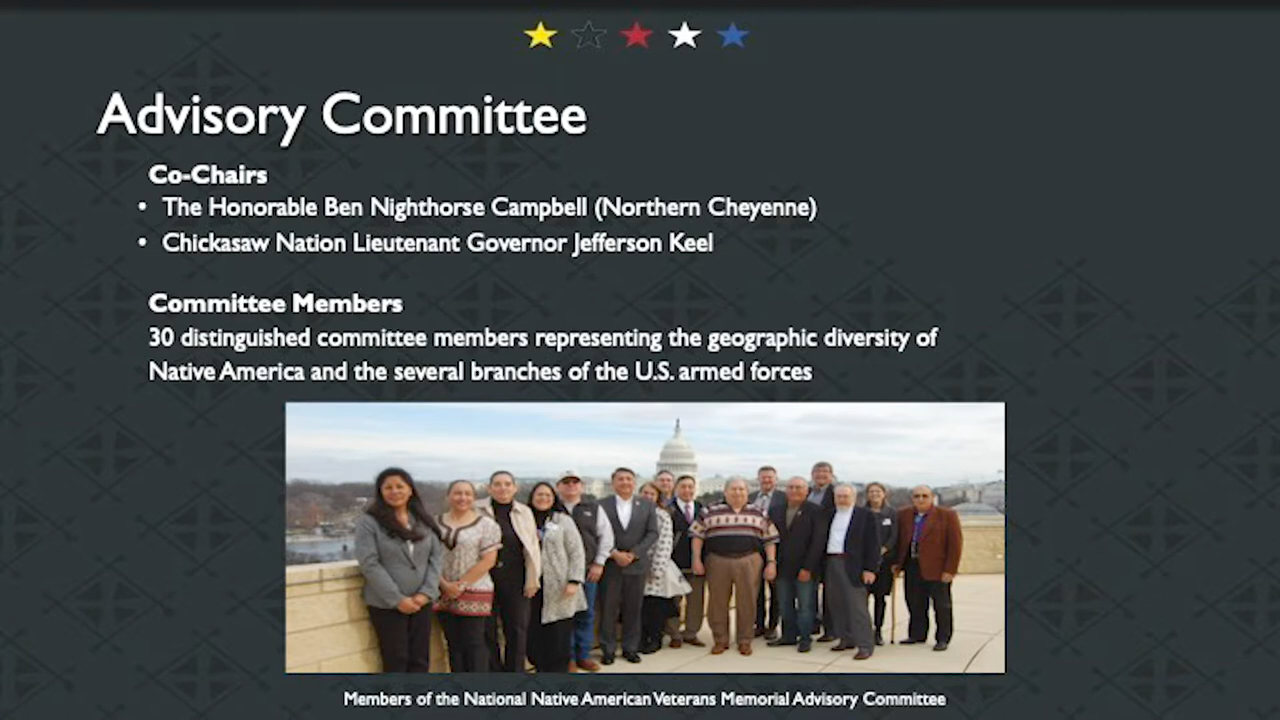 Advisory Committee
Co-Chairs
• The Honorable Ben Nighthorse Campbell (Northern Cheyenne)
• Chickasaw Nation Lieutenant Governor Jefferson Keel
Committee Members
30 distinguished committee members representing the geographic diversity of
Native America and the several branches of the U.S. armed forces
Members of the National Native American Veterans Memorial Advisory Committee